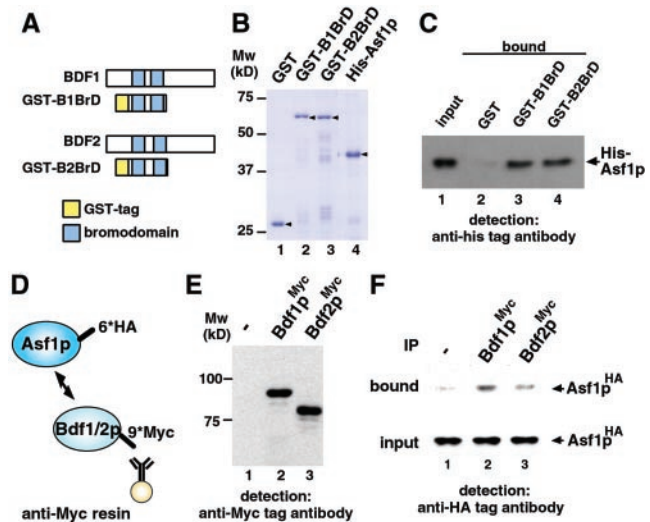 A
BDF1
GST-B1BrD
BDF2
GST-B2BrD
GST-tag
bromodomain
B
Mw
(kD)
GST
GST-B1BrD
GST-B2BrD
His-Asf1p
75
50
37
25
1 2 3 4
C
bound
input
GST
GST-B1BrD
GST-B2BrD
His-
Asf1p
1 2 3 4
detection:
anti-his tag antibody
D
6*HA
Asf1p
Bdf1/2p
9*Myc
anti-Myc resin
E
Mw
(kD)
-
Bdf1p Myc
Bdf2p Myc
100
75
1 2 3
detection:
anti-Myc tag antibody
F
IP
-
Bdf1p Myc
Bdf2p Myc
bound
Asf1p HA
input
Asf1p HA
1 2 3
detection:
anti-HA tag antibody